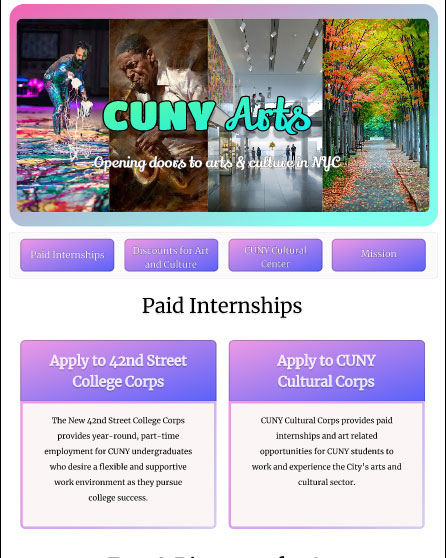 CUNY Arts
Opening doors to arts & culture in NYC
Paid Internships
Discounts for Art
and Culture
CUNY Cultural
Center
Mission
Paid Internships
Apply to 42nd Street
College Corps
The New 42nd Street College Corps
provides year-round, part-time
employment for CUNY undergraduates
who desire a flexible and supportive
work environment as they pursue
college success.
Apply to CUNY
Cultural Corps
CUNY Cultural Corps provides paid
internships and art related
opportunities for CUNY students to
work and experience the City's arts and
cultural sector.